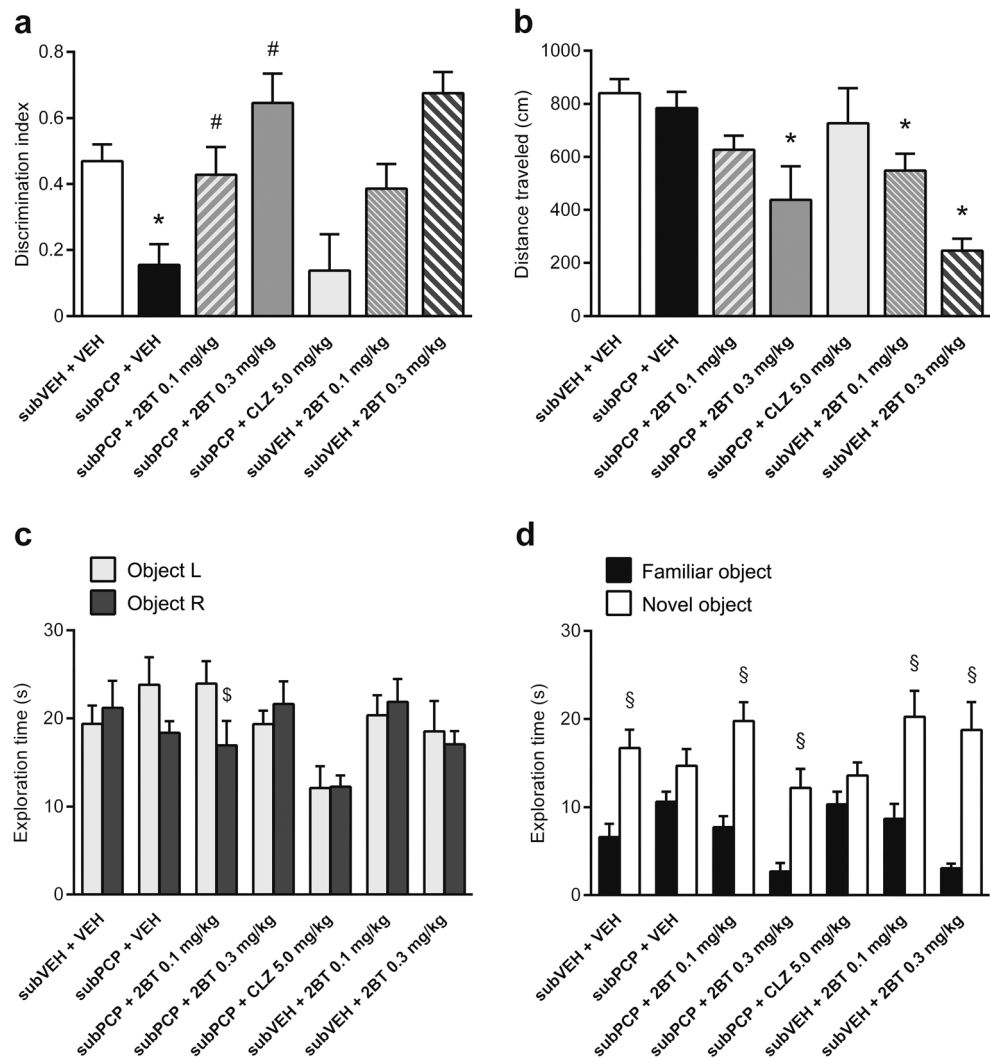 a
0.8
0.6
0.4
0.2
0
Discrimination index
*
#
#
subVEH + VEH
subPCP + VEH
subPCP + 2BT 0.1 mg/kg
subPCP + 2BT 0.3 mg/kg
subPCP + CLZ 5.0 mg/kg
subVEH + 2BT 0.1 mg/kg
subVEH + 2BT 0.3 mg/kg
b
1000
800
600
400
200
0
Distance traveled (cm)
*
*
*
subVEH + VEH
subPCP + VEH
subPCP + 2BT 0.1 mg/kg
subPCP + 2BT 0.3 mg/kg
subPCP + CLZ 5.0 mg/kg
subVEH + 2BT 0.1 mg/kg
subVEH + 2BT 0.3 mg/kg
c
Object L
Object R
30
20
10
0
Exploration time (s)
$
subVEH + VEH
subPCP + VEH
subPCP + 2BT 0.1 mg/kg
subPCP + 2BT 0.3 mg/kg
subPCP + CLZ 5.0 mg/kg
subVEH + 2BT 0.1 mg/kg
subVEH + 2BT 0.3 mg/kg
d
Familiar object
Novel object
30
20
10
0
Exploration time (s)
§
§
§
§
§
subVEH + VEH
subPCP + VEH
subPCP + 2BT 0.1 mg/kg
subPCP + 2BT 0.3 mg/kg
subPCP + CLZ 5.0 mg/kg
subVEH + 2BT 0.1 mg/kg
subVEH + 2BT 0.3 mg/kg